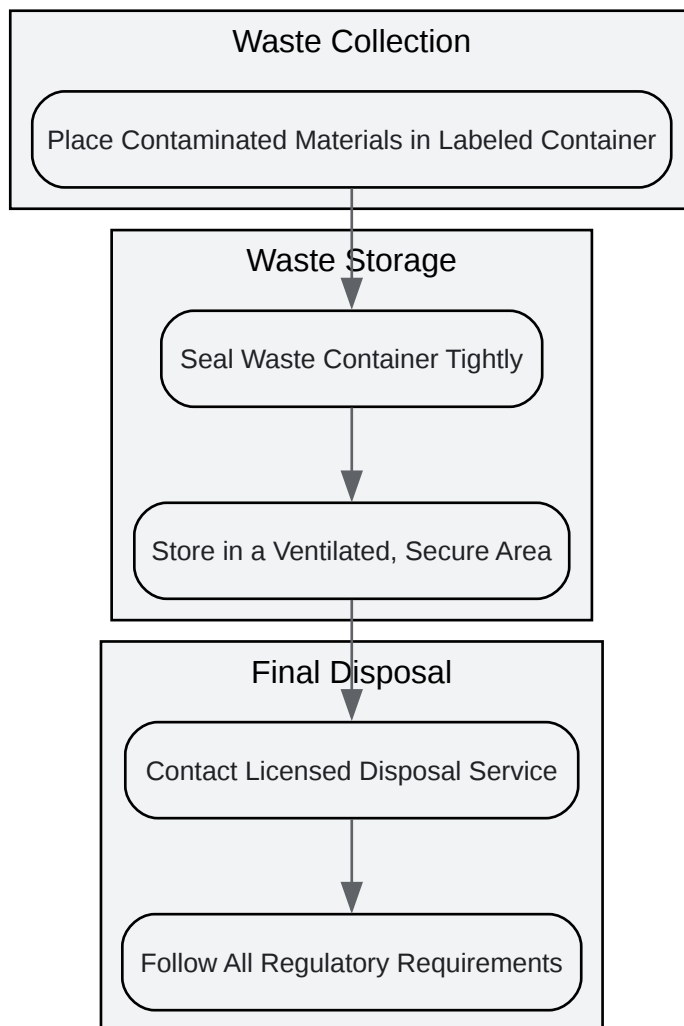 Waste Collection
Place Contaminated Materials in Labeled Container
Waste Storage
Seal Waste Container Tightly
Store in a Ventilated, Secure Area
Final Disposal
Contact Licensed Disposal Service
Follow All Regulatory Requirements